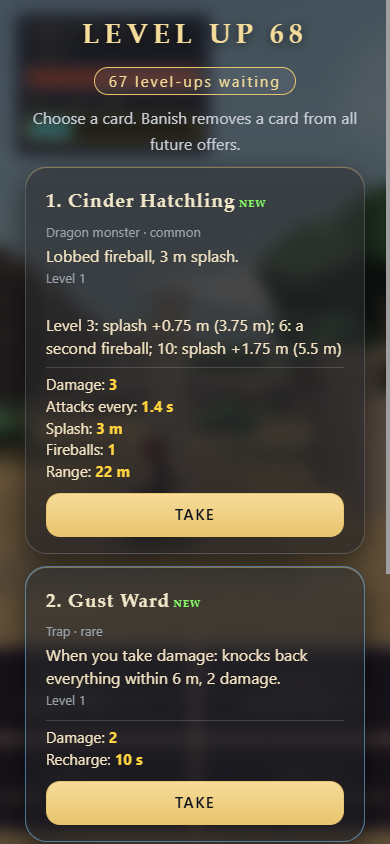 LEVEL UP 68
67 level-ups waiting
Choose a card. Banish removes a card from all
future offers.
1. Cinder Hatchling NEW
Dragon monster · common
Lobbed fireball, 3 m splash.
Level 1
Level 3: splash +0.75 m (3.75 m); 6: a
second fireball; 10: splash +1.75 m (5.5 m)
Damage: 3
Attacks every: 1.4 s
Splash: 3 m
Fireballs: 1
Range: 22 m
TAKE
2. Gust Ward NEW
Trap · rare
When you take damage: knocks back
everything within 6 m, 2 damage.
Level 1
Damage: 2
Recharge: 10 s
TAKE